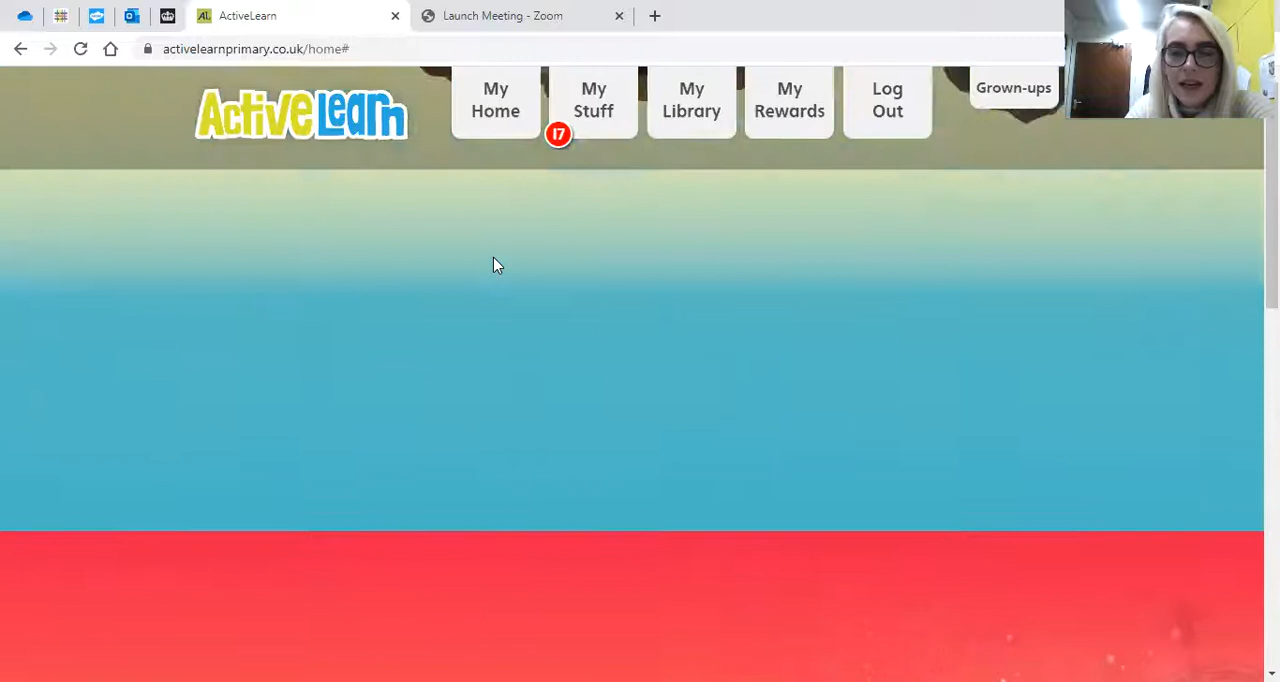 ActiveLearn
Launch Meeting - Zoom
activelearnprimary.co.uk/home#
ActiveLearn
My
Home
My
Stuff
17
My
Library
My
Rewards
Log
Out
Grown-ups